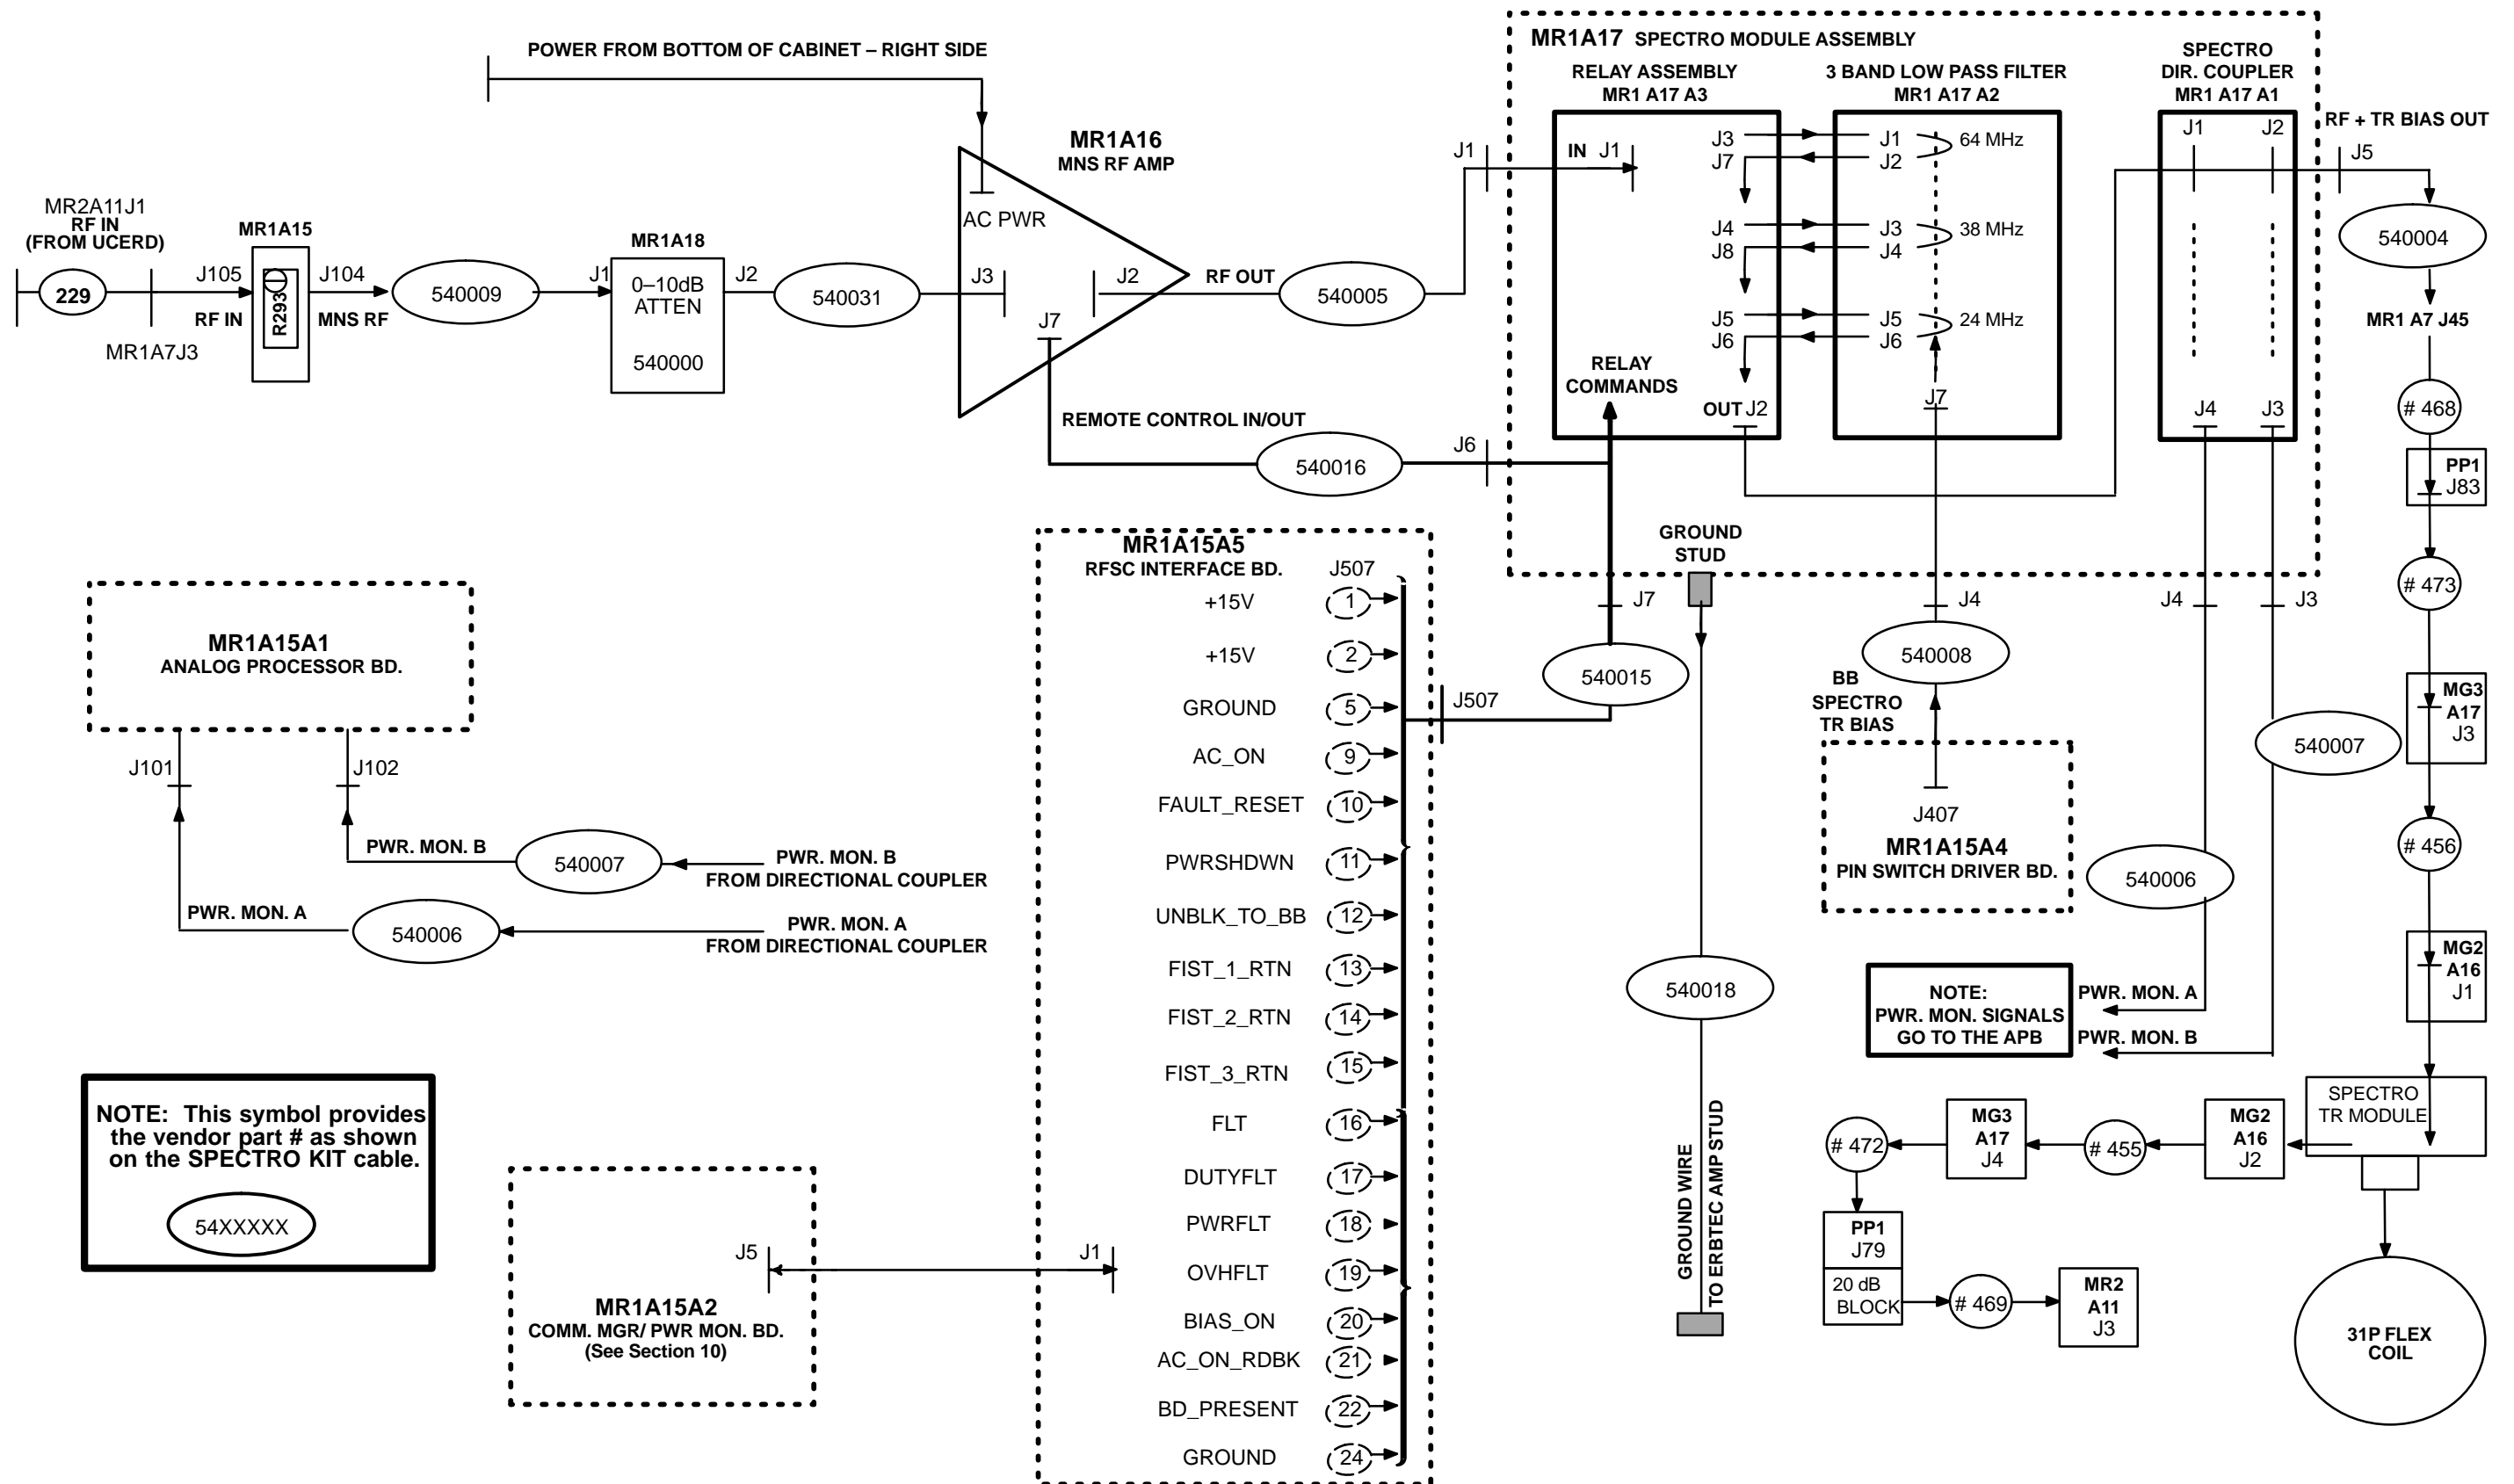 POWER FROM BOTTOM OF CABINET – RIGHT SIDE
MR2A11J1
RF IN
(FROM UCERD)
229
MR1A7J3
J105
RF IN
MR1A15
R293
J104
MNS RF
540009
MR1A18
J1
0–10dB
ATTEN
540000
J2
540031
MR1A16
MNS RF AMP
AC PWR
J3
J2
J7
RF OUT
540005
J1
REMOTE CONTROL IN/OUT
540016
J6
MR1A17 SPECTRO MODULE ASSEMBLY
RELAY ASSEMBLY
MR1 A17 A3
IN J1
J3
J7
J4
J8
J5
J6
RELAY
COMMANDS
OUT J2
3 BAND LOW PASS FILTER
MR1 A17 A2
J1
J2
64 MHz
J3
J4
38 MHz
J5
J6
24 MHz
J7
SPECTRO
DIR. COUPLER
MR1 A17 A1
J1
J2
J4
J3
RF + TR BIAS OUT
J5
540004
MR1 A7 J45
# 468
PP1
J83
# 473
MG3
A17
J3
# 456
MG2
A16
J1
GROUND
STUD
J7
J4
J4
J3
540015
540008
BB
SPECTRO
TR BIAS
J407
MR1A15A4
PIN SWITCH DRIVER BD.
540007
540006
NOTE:
PWR. MON. SIGNALS
GO TO THE APB
PWR. MON. A
PWR. MON. B
540018
GROUND WIRE
TO ERBTEC AMP STUD
SPECTRO
TR MODULE
MG2
A16
J2
# 455
MG3
A17
J4
# 472
PP1
J79
20 dB
BLOCK
# 469
MR2
A11
J3
31P FLEX
COIL
MR1A15A1
ANALOG PROCESSOR BD.
J101
J102
PWR. MON. B
540007
PWR. MON. B
FROM DIRECTIONAL COUPLER
PWR. MON. A
540006
PWR. MON. A
FROM DIRECTIONAL COUPLER
NOTE: This symbol provides
the vendor part # as shown
on the SPECTRO KIT cable.
54XXXXX
MR1A15A2
COMM. MGR/ PWR MON. BD.
(See Section 10)
J5
J1
MR1A15A5
RFSC INTERFACE BD.
J507
+15V 1
+15V 2
GROUND 5
AC_ON 9
FAULT_RESET 10
PWRSHDWN 11
UNBLK_TO_BB 12
FIST_1_RTN 13
FIST_2_RTN 14
FIST_3_RTN 15
FLT 16
DUTYFLT 17
PWRFLT 18
OVHFLT 19
BIAS_ON 20
AC_ON_RDBK 21
BD_PRESENT 22
GROUND 24
J507